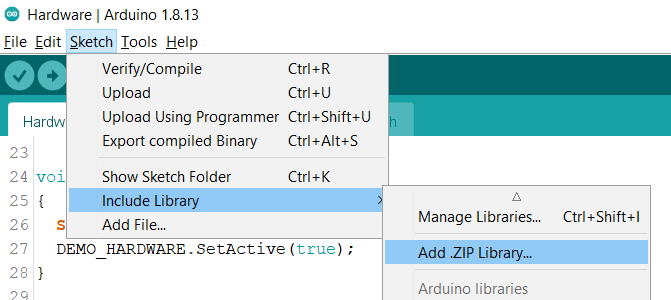 Hardware | Arduino 1.8.13
File Edit Sketch Tools Help
Verify/Compile Ctrl+R
Upload Ctrl+U
Upload Using Programmer Ctrl+Shift+U
Export compiled Binary Ctrl+Alt+S
Show Sketch Folder Ctrl+K
Include Library
Add File...
Manage Libraries... Ctrl+Shift+I
Add .ZIP Library...
Arduino libraries
23
24
25 {
26
27 DEMO_HARDWARE.SetActive(true);
28 }
29